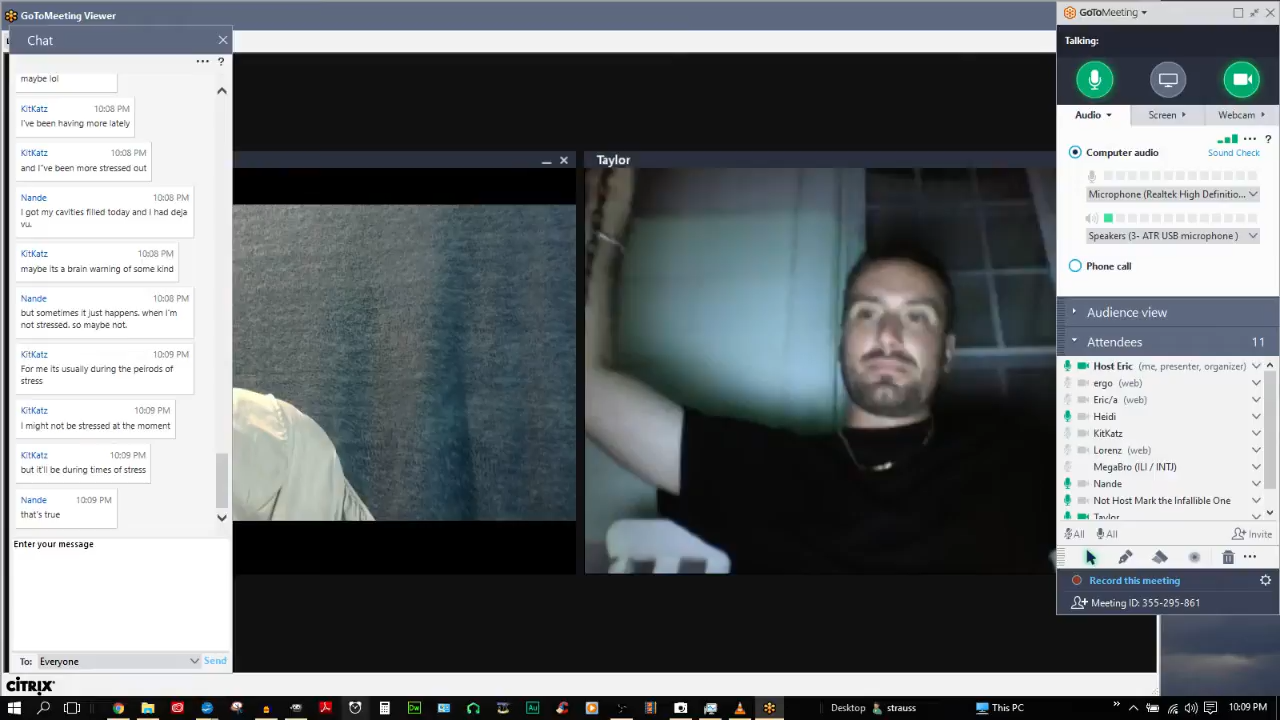 GoToMeeting Viewer
Chat
... ?
maybe lol
KitKatz 10:08 PM
I've been having more lately
KitKatz 10:08 PM
and I"ve been more stressed out
Nande 10:08 PM
I got my cavities filled today and I had deja
vu.
KitKatz 10:08 PM
maybe its a brain warning of some kind
Nande 10:08 PM
but sometimes it just happens. when I'm
not stressed. so maybe not.
KitKatz 10:09 PM
For me its usually during the peirods of
stress
KitKatz 10:09 PM
I might not be stressed at the moment
KitKatz 10:09 PM
but it'll be during times of stress
Nande 10:09 PM
that's true
Enter your message
To: Everyone Send
CITRIX
Taylor
GoToMeeting
Talking:
Audio Screen Webcam
... ?
Computer audio Sound Check
Microphone (Realtek High Definitio...
Speakers (3- ATR USB microphone )
Phone call
Audience view
Attendees 11
Host Eric (me, presenter, organizer)
ergo (web)
Eric/a (web)
Heidi
KitKatz
Lorenz (web)
MegaBro (ILI / INTJ)
Nande
Not Host Mark the Infallible One
Taylor
All All Invite
Record this meeting
Meeting ID: 355-295-861
Dw Au Desktop strauss This PC 10:09 PM